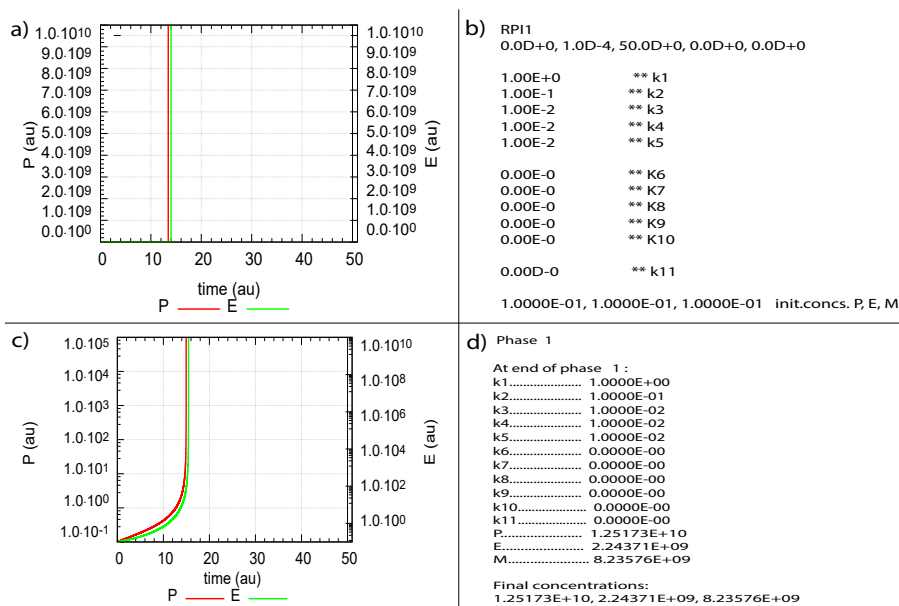 a)
1.0·10¹⁰
9.0·10⁹
8.0·10⁹
7.0·10⁹
6.0·10⁹
5.0·10⁹
4.0·10⁹
3.0·10⁹
2.0·10⁹
1.0·10⁹
0.0·10⁰
P (au)
1.0·10¹⁰
9.0·10⁹
8.0·10⁹
7.0·10⁹
6.0·10⁹
5.0·10⁹
4.0·10⁹
3.0·10⁹
2.0·10⁹
1.0·10⁹
0.0·10⁰
E (au)
0 10 20 30 40 50
time (au)
P E
b) RPI1
0.0D+0, 1.0D-4, 50.0D+0, 0.0D+0, 0.0D+0
1.00E+0 ** k1
1.00E-1 ** k2
1.00E-2 ** k3
1.00E-2 ** k4
1.00E-2 ** k5
0.00E-0 ** K6
0.00E-0 ** K7
0.00E-0 ** K8
0.00E-0 ** K9
0.00E-0 ** K10
0.00D-0 ** k11
1.0000E-01, 1.0000E-01, 1.0000E-01 init.concs. P, E, M
c)
1.0·10⁵
1.0·10⁴
1.0·10³
1.0·10²
1.0·10¹
1.0·10⁰
1.0·10⁻¹
P (au)
1.0·10¹⁰
1.0·10⁸
1.0·10⁶
1.0·10⁴
1.0·10²
1.0·10⁰
E (au)
0 10 20 30 40 50
time (au)
P E
d) Phase 1
At end of phase 1 :
k1..................... 1.0000E+00
k2..................... 1.0000E-01
k3..................... 1.0000E-02
k4..................... 1.0000E-02
k5..................... 1.0000E-02
k6..................... 0.0000E-00
k7..................... 0.0000E-00
k8..................... 0.0000E-00
k9..................... 0.0000E-00
k10..................... 0.0000E-00
k11..................... 0.0000E-00
P....................... 1.25173E+10
E....................... 2.24371E+09
M....................... 8.23576E+09
Final concentrations:
1.25173E+10, 2.24371E+09, 8.23576E+09